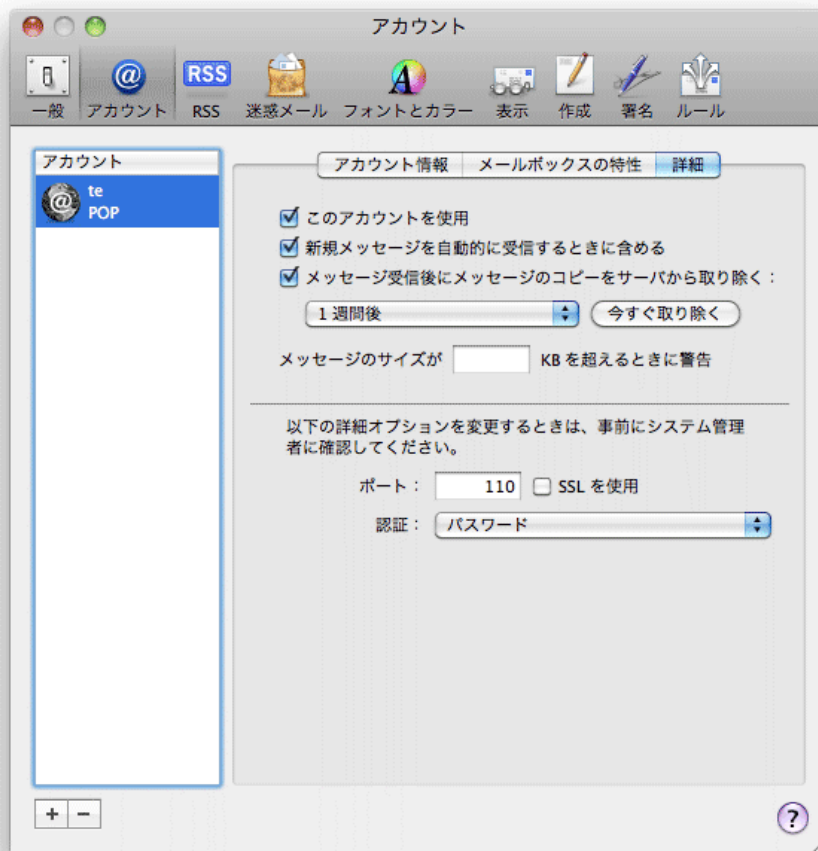 アカウント
RSS
一般 アカウント RSS 迷惑メール フォントとカラー 表示 作成 署名 ルール
アカウント
te
POP
アカウント情報 メールボックスの特性 詳細
このアカウントを使用
新規メッセージを自動的に受信するときに含める
メッセージ受信後にメッセージのコピーをサーバから取り除く：
1 週間後 今すぐ取り除く
メッセージのサイズが KB を超えるときに警告
以下の詳細オプションを変更するときは、事前にシステム管理
者に確認してください。
ポート： 110 SSL を使用
認証： パスワード
+ − ?